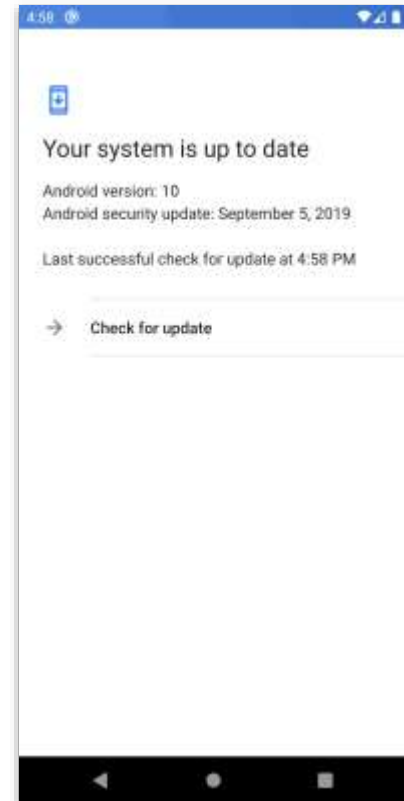 4:58
Your system is up to date
Android version: 10
Android security update: September 5, 2019
Last successful check for update at 4:58 PM
Check for update